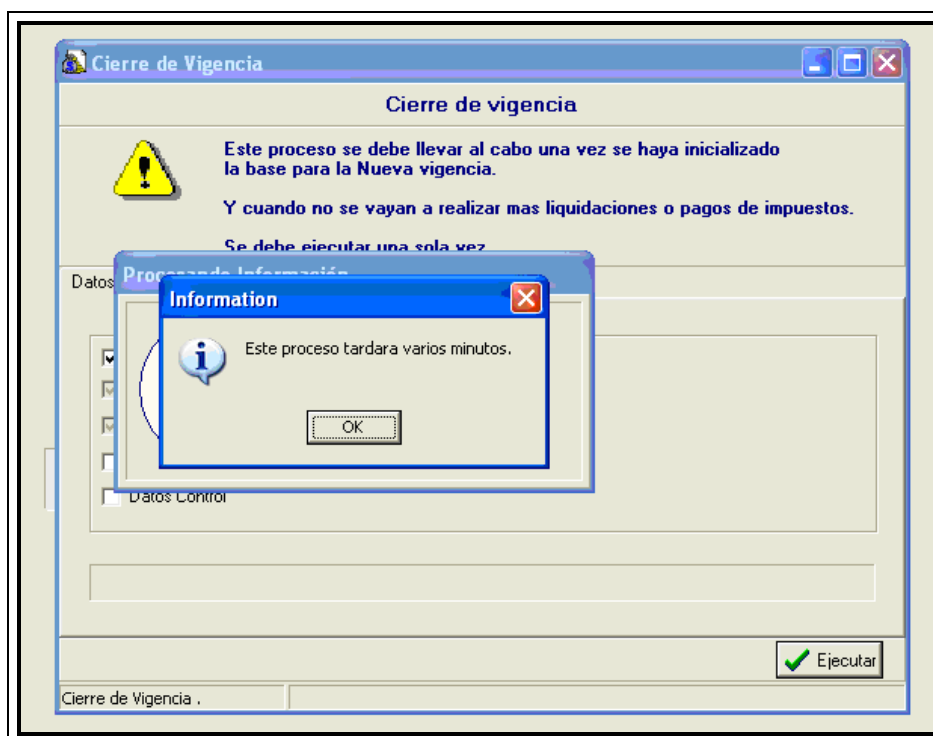 Cierre de Vigencia
Cierre de vigencia
Este proceso se debe llevar al cabo una vez se haya inicializado
la base para la Nueva vigencia.
Y cuando no se vayan a realizar mas liquidaciones o pagos de impuestos.
Se debe ejecutar una sola vez
Datos
Procesando Información
Information
Este proceso tardara varios minutos.
OK
Datos Control
Ejecutar
Cierre de Vigencia .